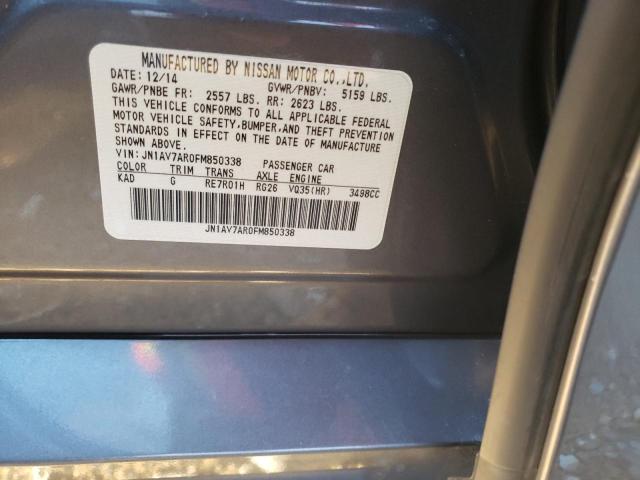 MANUFACTURED BY NISSAN MOTOR CO.,LTD.
DATE: 12/14 GVWR/PNBV: 5159 LBS.
GAWR/PNBE FR: 2557 LBS. RR: 2623 LBS.
THIS VEHICLE CONFORMS TO ALL APPLICABLE FEDERAL
MOTOR VEHICLE SAFETY, BUMPER, AND THEFT PREVENTION
STANDARDS IN EFFECT ON THE DATE OF MANUFACTURE
SHOWN ABOVE.
VIN: JN1AV7AR0FM850338 PASSENGER CAR
COLOR TRIM TRANS AXLE ENGINE
KAD G RE7R01H RG26 VQ35(HR) 3498CC
JN1AV7AR0FM850338